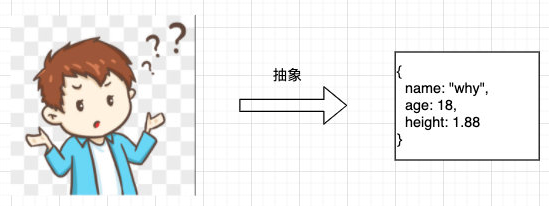 ???
抽象
{
name: "why",
age: 18,
height: 1.88
}